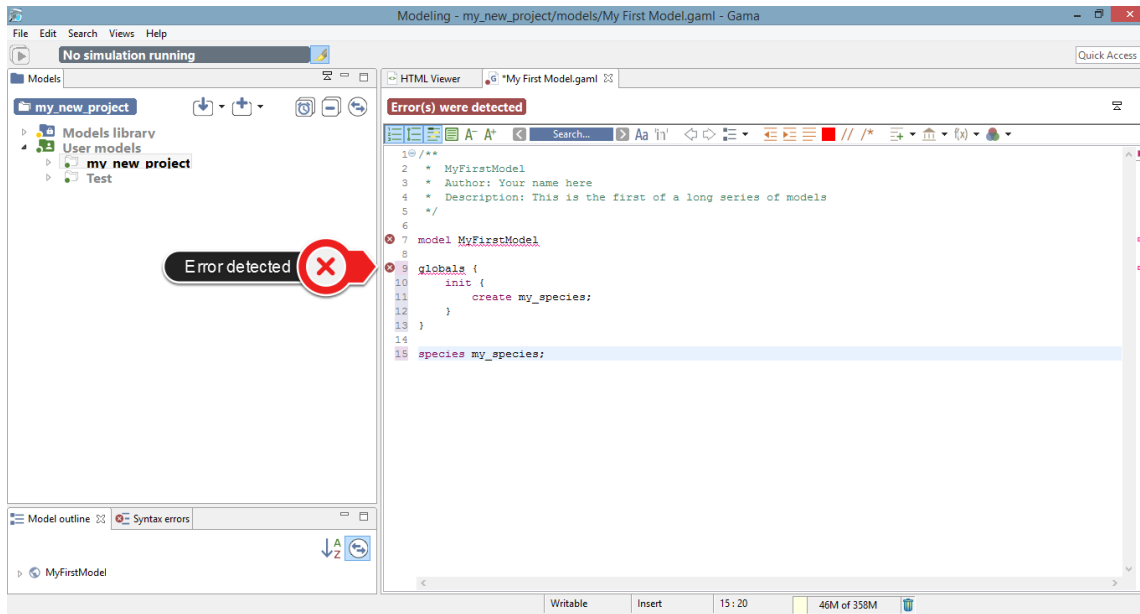 Modeling - my_new_project/models/My First Model.gaml - Gama
File Edit Search Views Help
No simulation running
Quick Access
Models
my_new_project
Models library
User models
my_new_project
Test
HTML Viewer
*My First Model.gaml
Error(s) were detected
A⁻ A⁺ Search... Aa 'in' // /* f(x)
1 /**
2 * MyFirstModel
3 * Author: Your name here
4 * Description: This is the first of a long series of models
5 */
6
7 model MyFirstModel
8
9 globals {
10 init {
11 create my_species;
12 }
13 }
14
15 species my_species;
Error detected
Model outline
Syntax errors
A
Z
MyFirstModel
Writable Insert 15 : 20 46M of 358M